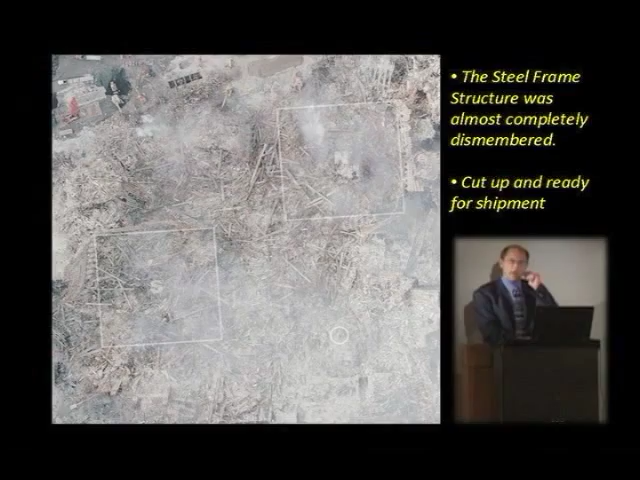 • The Steel Frame
Structure was
almost completely
dismembered.
• Cut up and ready
for shipment
S